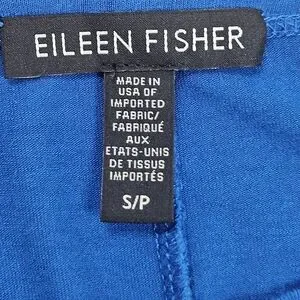 EILEEN FISHER
MADE IN
USA OF
IMPORTED
FABRIC/
FABRIQUÉ
AUX
ETATS-UNIS
DE TISSUS
IMPORTÉS
S/P